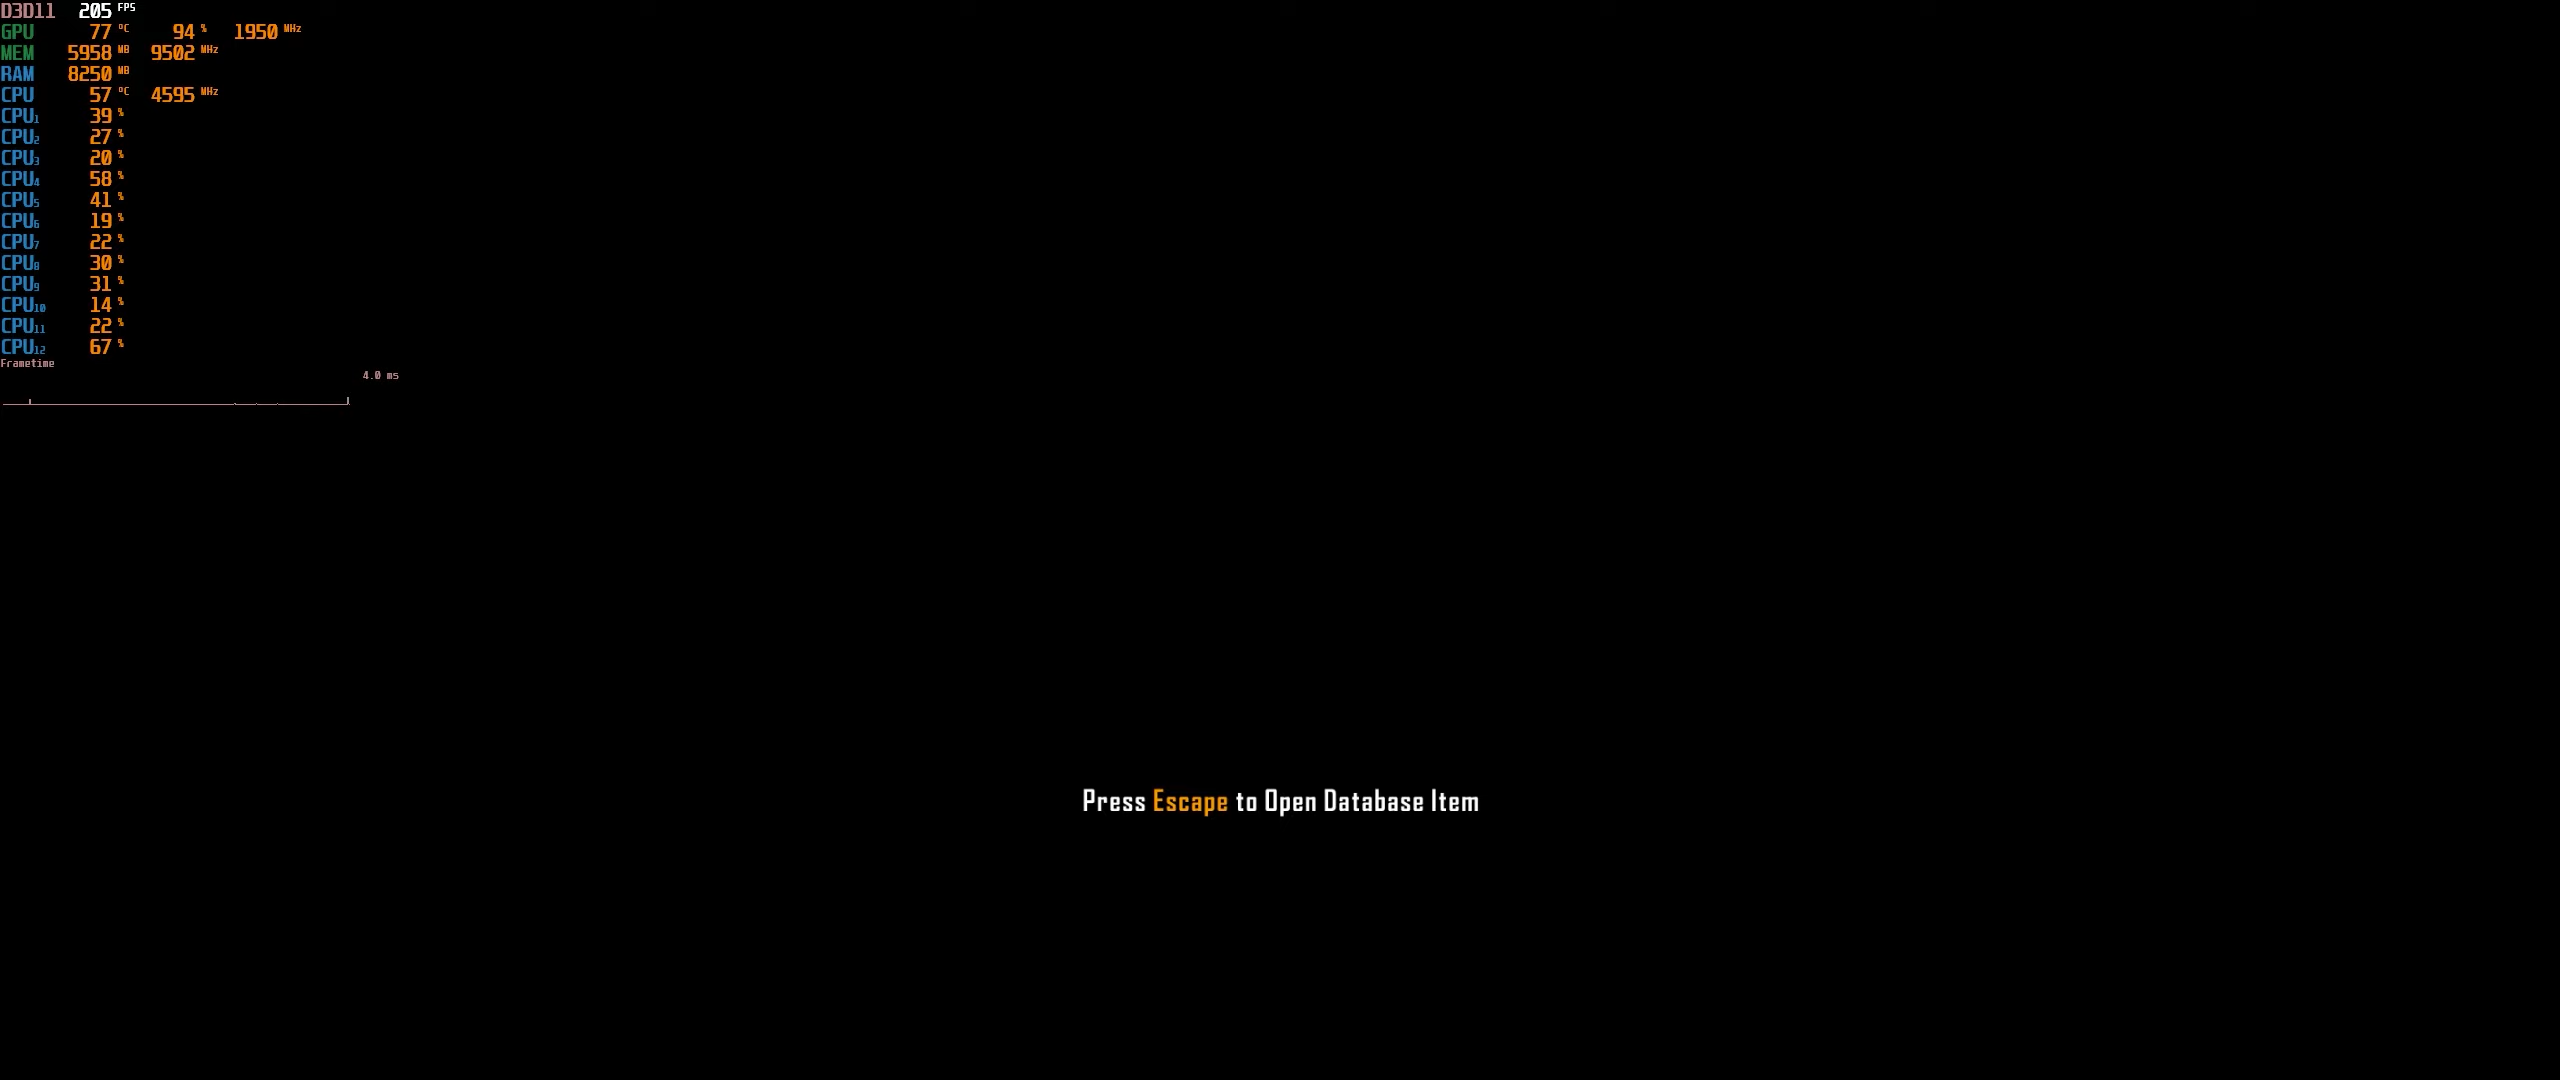 D3D11 205 FPS
GPU 77 °C 94 % 1950 MHz
MEM 5958 MB 9502 MHz
RAM 8250 MB
CPU 57 °C 4595 MHz
CPU1 39 %
CPU2 27 %
CPU3 20 %
CPU4 58 %
CPU5 41 %
CPU6 19 %
CPU7 22 %
CPU8 30 %
CPU9 31 %
CPU10 14 %
CPU11 22 %
CPU12 67 %
Frametime
4.0 ms
Press Escape to Open Database Item